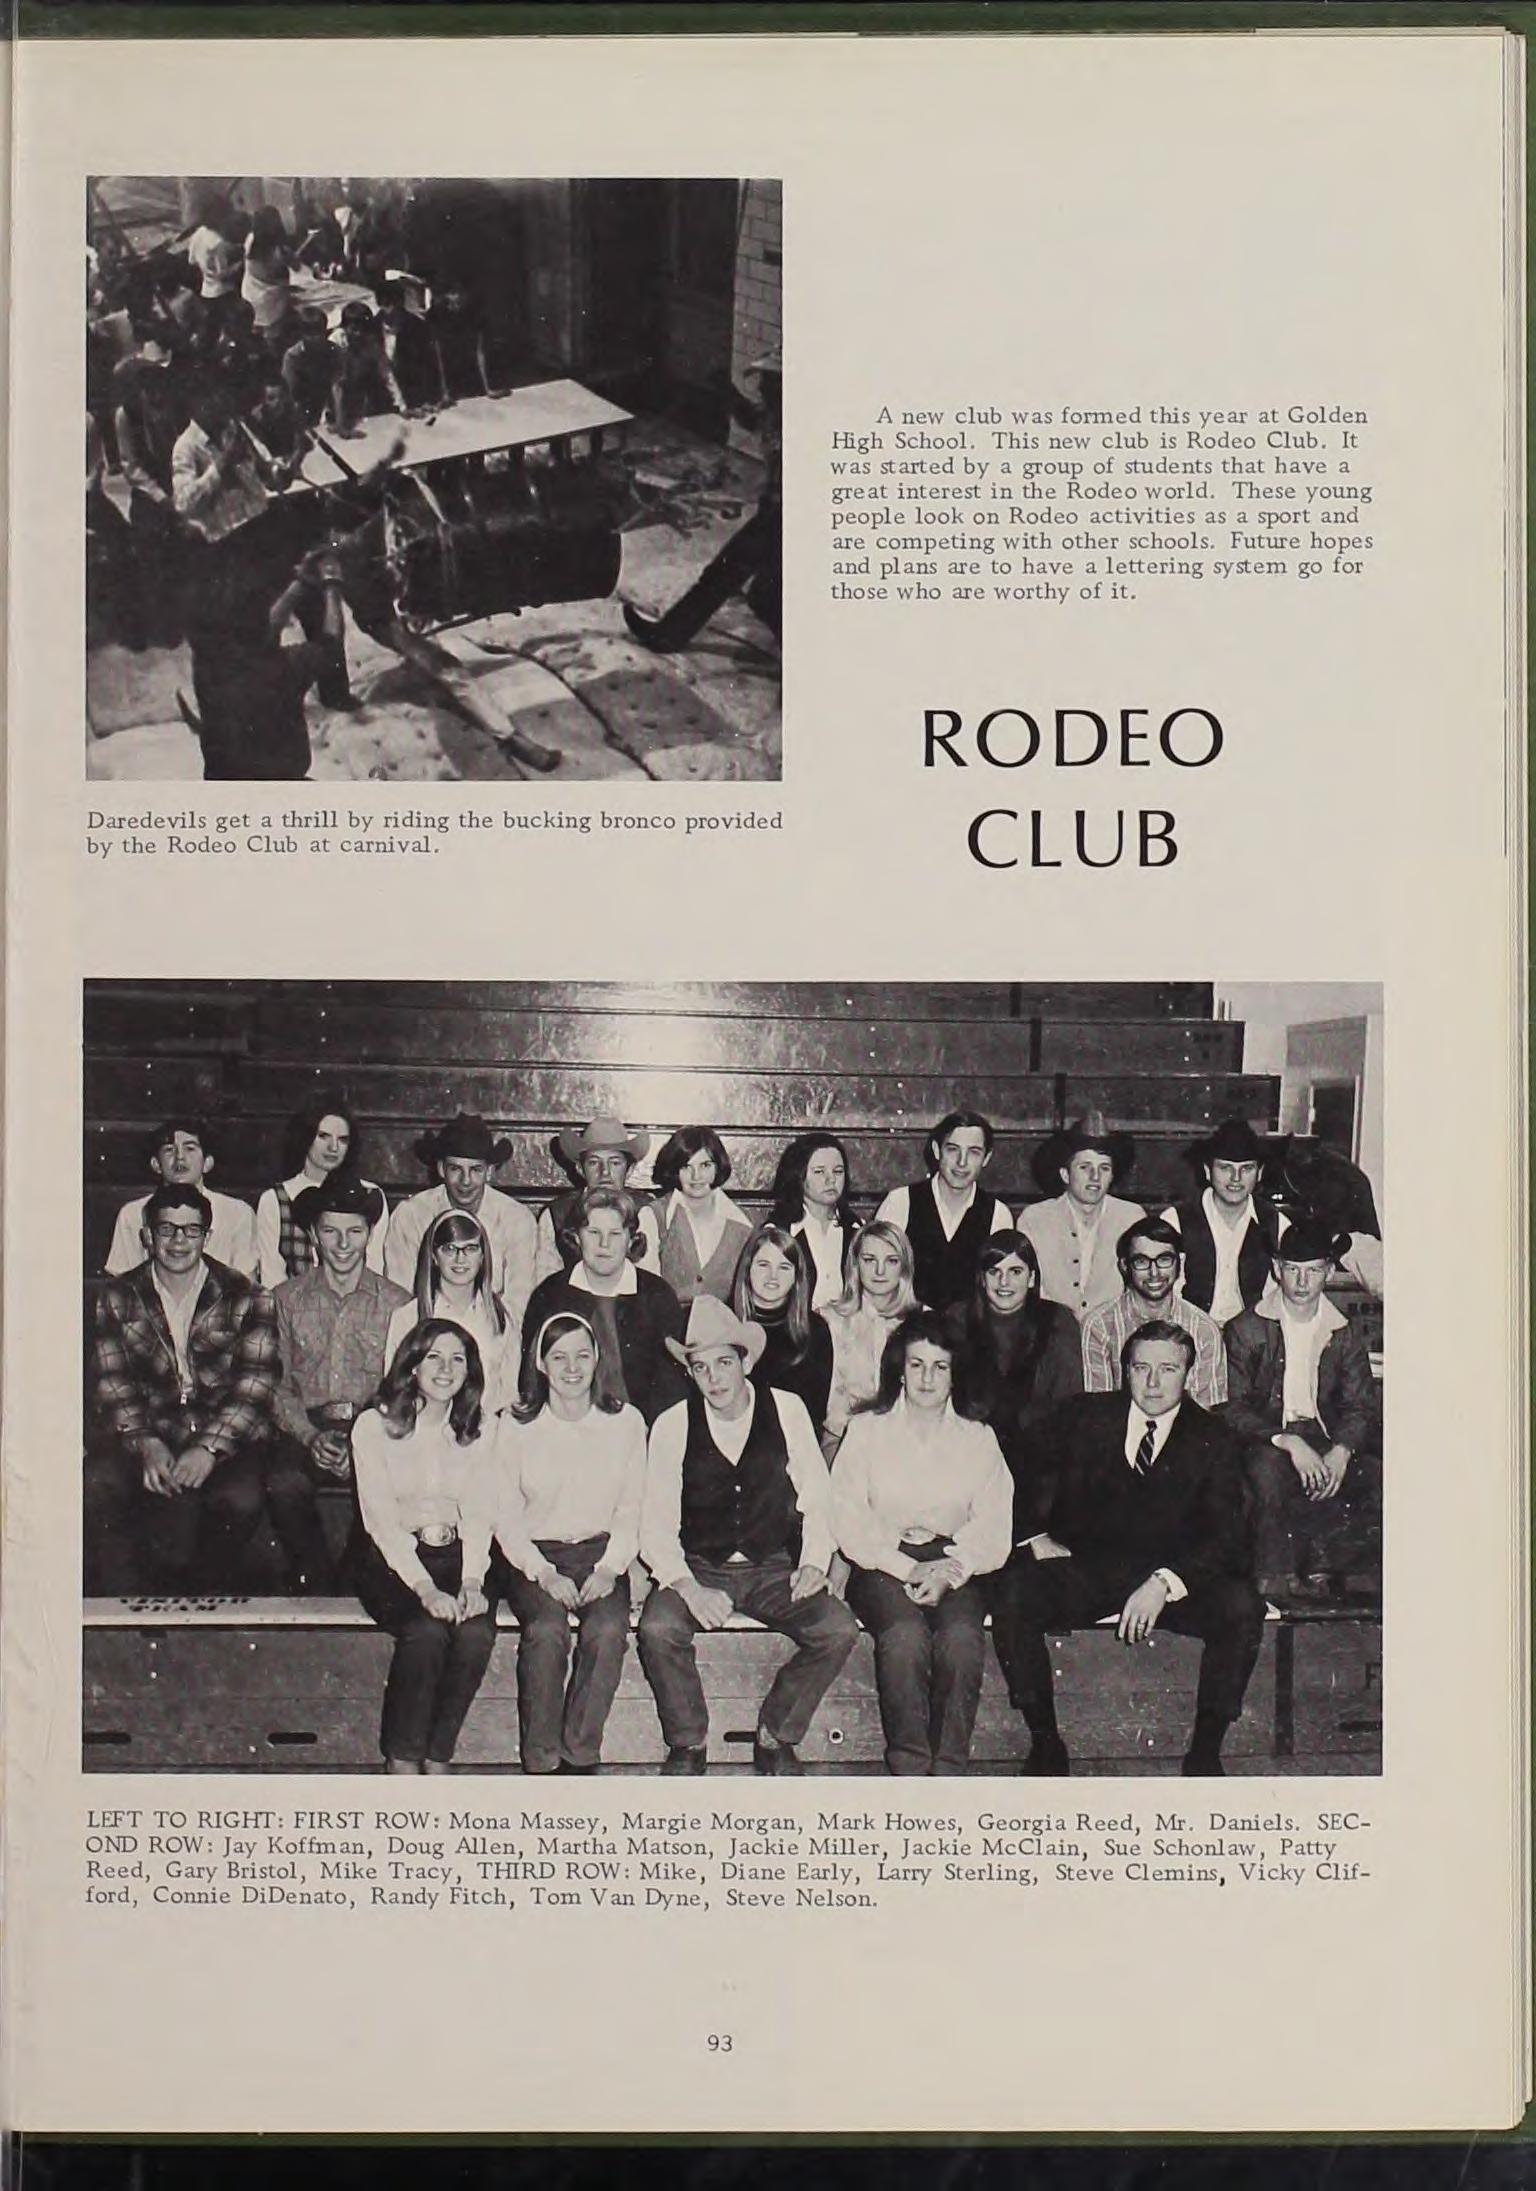 A new club was formed this year at Golden
High School. This new club is Rodeo Club. It
was started by a group of students that have a
great interest in the Rodeo world. These young
people look on Rodeo activities as a sport and
are competing with other schools. Future hopes
and plans are to have a lettering system go for
those who are worthy of it.
RODEO
CLUB
Daredevils get a thrill by riding the bucking bronco provided
by the Rodeo Club at carnival.
VISITOR
TEAM
LEFT TO RIGHT: FIRST ROW: Mona Massey, Margie Morgan, Mark Howes, Georgia Reed, Mr. Daniels. SEC-
OND ROW: Jay Koffman, Doug Allen, Martha Matson, Jackie Miller, Jackie McClain, Sue Schonlaw, Patty
Reed, Gary Bristol, Mike Tracy, THIRD ROW: Mike, Diane Early, Larry Sterling, Steve Clemins, Vicky Clif-
ford, Connie DiDenato, Randy Fitch, Tom Van Dyne, Steve Nelson.
93